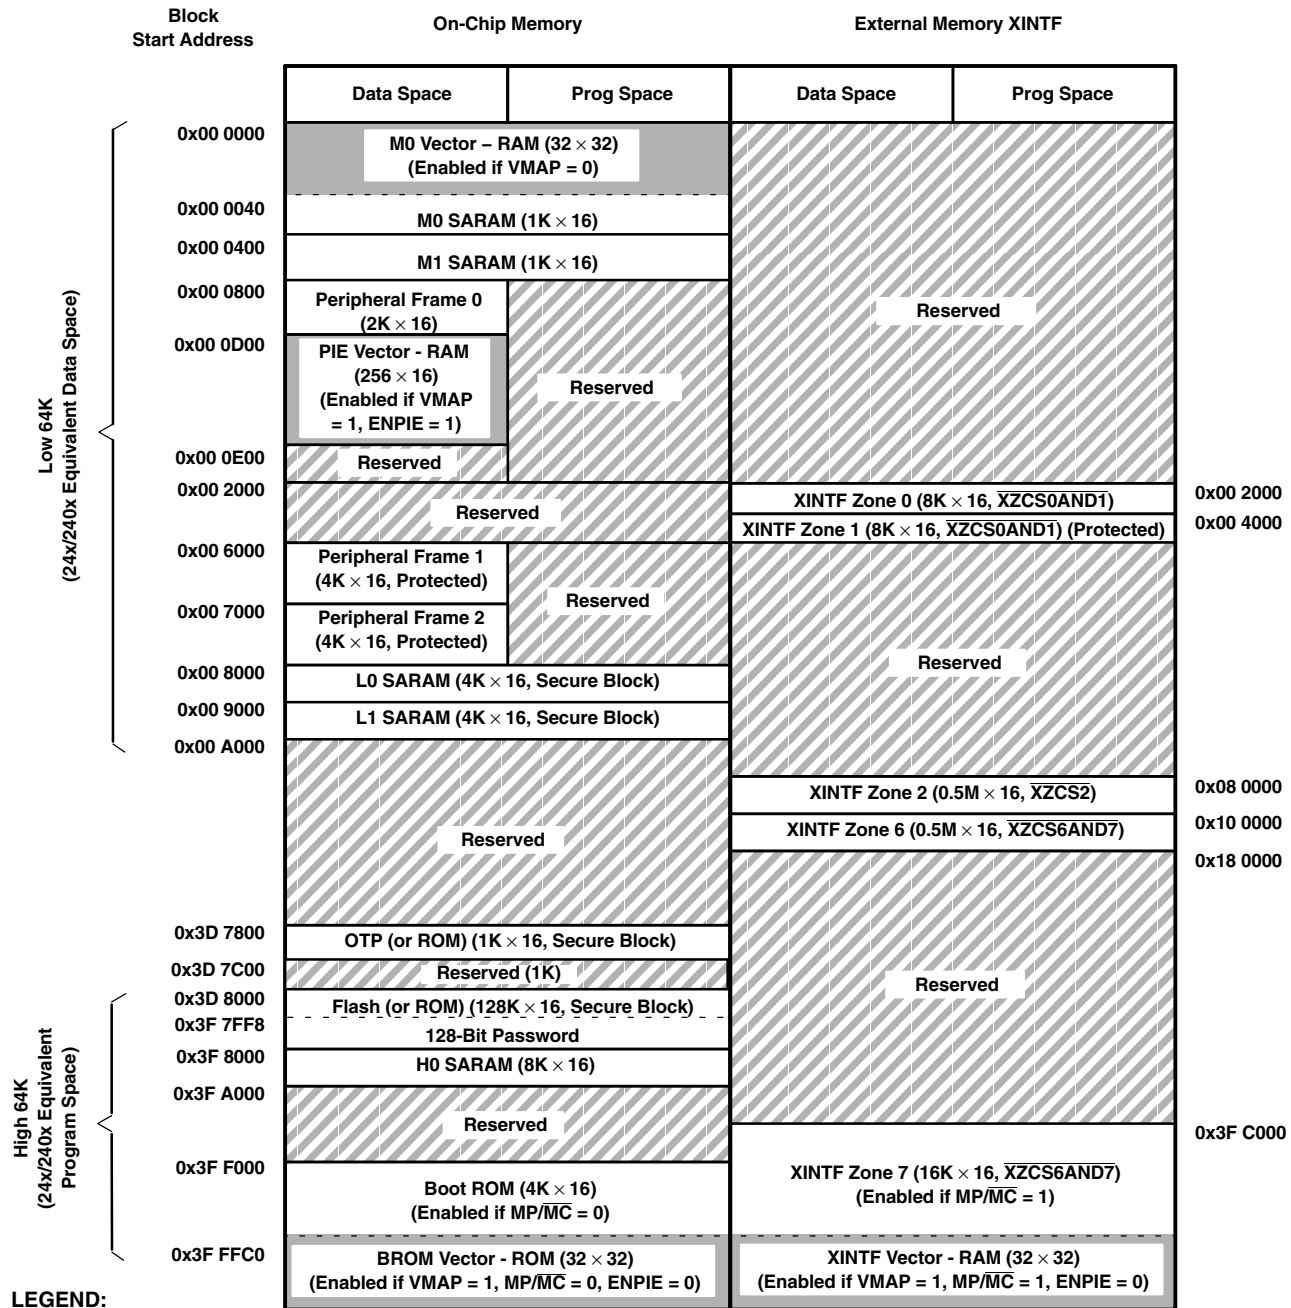 Block
Start Address
On-Chip Memory
External Memory XINTF
Data Space
Prog Space
Data Space
Prog Space
Low 64K
(24x/240x Equivalent Data Space)
0x00 0000
M0 Vector – RAM (32 × 32)
(Enabled if VMAP = 0)
0x00 0040
M0 SARAM (1K × 16)
0x00 0400
M1 SARAM (1K × 16)
0x00 0800
Peripheral Frame 0
(2K × 16)
0x00 0D00
PIE Vector - RAM
(256 × 16)
(Enabled if VMAP
= 1, ENPIE = 1)
Reserved
Reserved
0x00 0E00
Reserved
0x00 2000
Reserved
XINTF Zone 0 (8K × 16, XZCS0AND1)
0x00 2000
XINTF Zone 1 (8K × 16, XZCS0AND1) (Protected)
0x00 4000
0x00 6000
Peripheral Frame 1
(4K × 16, Protected)
Reserved
0x00 7000
Peripheral Frame 2
(4K × 16, Protected)
Reserved
0x00 8000
L0 SARAM (4K × 16, Secure Block)
0x00 9000
L1 SARAM (4K × 16, Secure Block)
0x00 A000
Reserved
XINTF Zone 2 (0.5M × 16, XZCS2)
0x08 0000
XINTF Zone 6 (0.5M × 16, XZCS6AND7)
0x10 0000
0x18 0000
High 64K
(24x/240x Equivalent
Program Space)
0x3D 7800
OTP (or ROM) (1K × 16, Secure Block)
0x3D 7C00
Reserved (1K)
Reserved
0x3D 8000
Flash (or ROM) (128K × 16, Secure Block)
0x3F 7FF8
128-Bit Password
0x3F 8000
H0 SARAM (8K × 16)
0x3F A000
Reserved
0x3F C000
0x3F F000
Boot ROM (4K × 16)
(Enabled if MP/MC = 0)
XINTF Zone 7 (16K × 16, XZCS6AND7)
(Enabled if MP/MC = 1)
0x3F FFC0
BROM Vector - ROM (32 × 32)
(Enabled if VMAP = 1, MP/MC = 0, ENPIE = 0)
XINTF Vector - RAM (32 × 32)
(Enabled if VMAP = 1, MP/MC = 1, ENPIE = 0)
LEGEND: